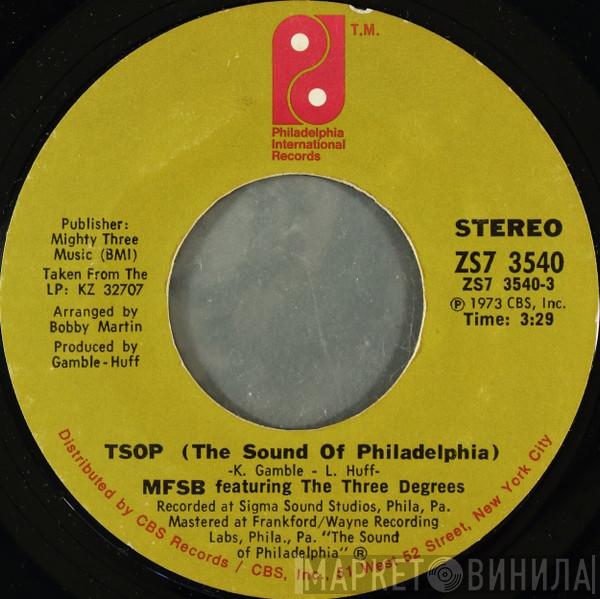 T.M.
Philadelphia
International
Records
Publisher:
Mighty Three
Music (BMI)
Taken From The
LP: KZ 32707
Arranged by
Bobby Martin
Produced by
Gamble-Huff
STEREO
ZS7 3540
ZS7 3540-3
℗ 1973 CBS, Inc.
Time: 3:29
TSOP (The Sound Of Philadelphia)
-K. Gamble - L. Huff-
MFSB featuring The Three Degrees
Recorded at Sigma Sound Studios, Phila, Pa.
Mastered at Frankford/Wayne Recording
Labs, Phila., Pa. "The Sound
of Philadelphia" ®
Distributed by CBS Records / CBS, Inc., 51 West 52 Street, New York City
МАРКЕТ ВИНИЛА